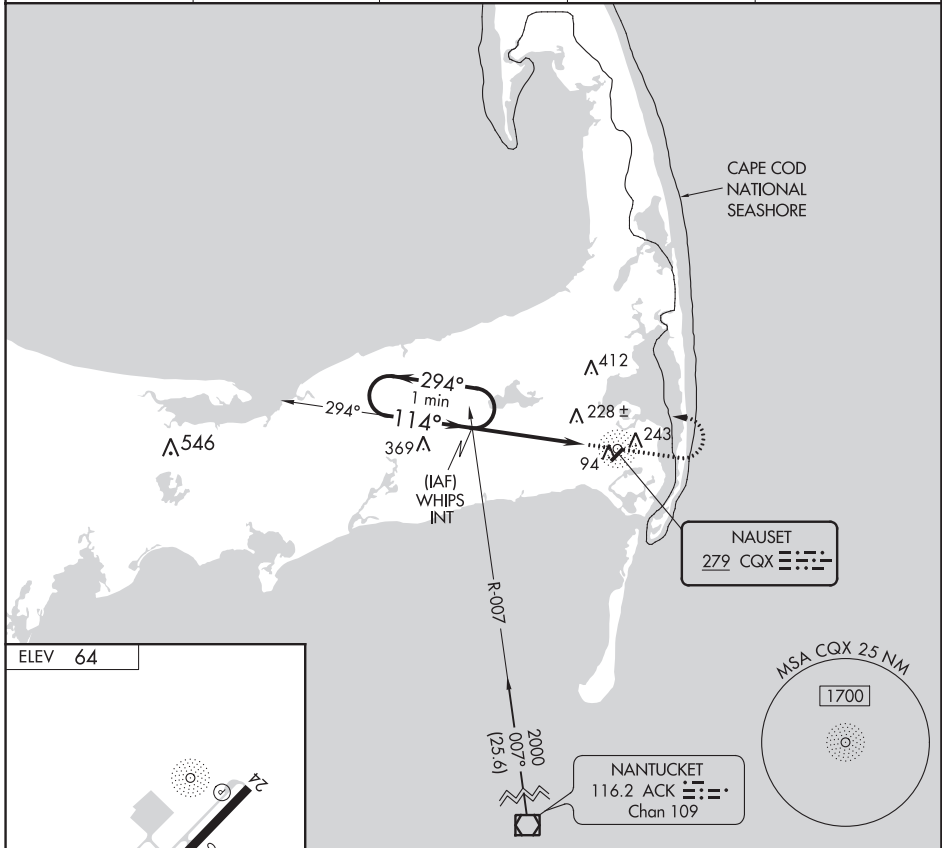 CAPE COD
NATIONAL
SEASHORE
412
294°
1 min
294°
114°
228 ±
546
369
243
94
(IAF)
WHIPS
INT
NAUSET
279 CQX
R-007
ELEV 64
MSA CQX 25 NM
1700
2000
007°
(25.6)
NANTUCKET
116.2 ACK
Chan 109
24
P